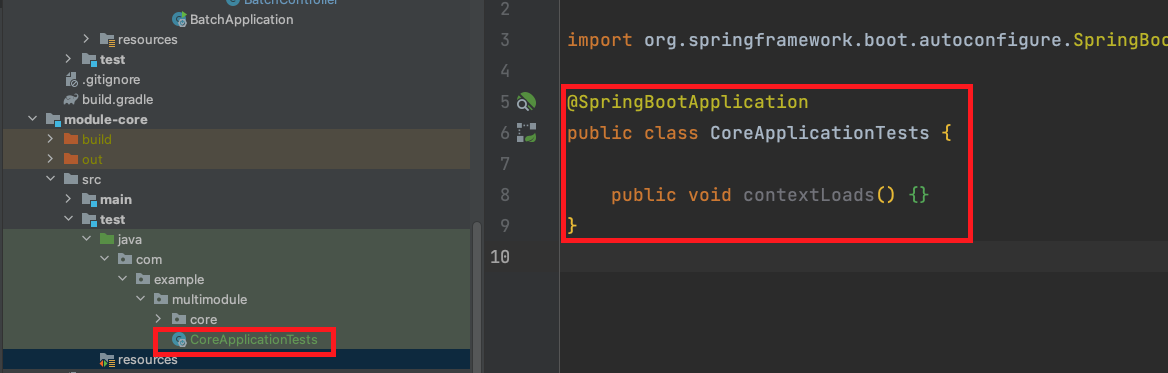 BatchController
BatchApplication
resources
test
.gitignore
build.gradle
module-core
build
out
src
main
test
java
com
example
multimodule
core
CoreApplicationTests
resources
2
3 import org.springframework.boot.autoconfigure.SpringBoo
4
5 @SpringBootApplication
6 public class CoreApplicationTests {
7
8 public void contextLoads() {}
9 }
10